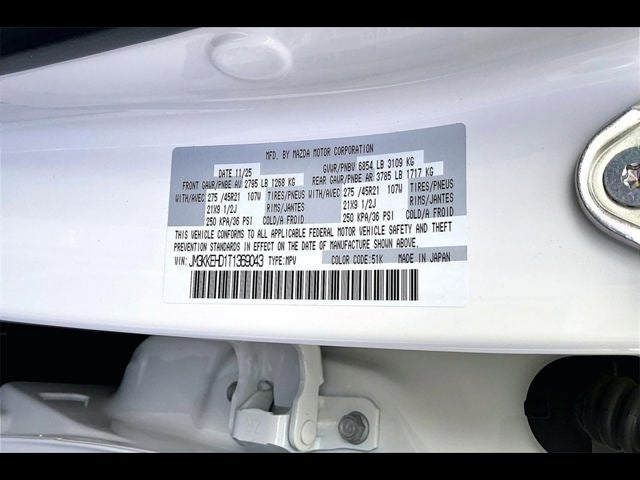 MFD. BY MAZDA MOTOR CORPORATION
DATE 11/25 GVWR/PNBV 6854 LB 3109 KG
FRONT GAWR/PNBE AV 2795 LB 1268 KG REAR GAWR/PNBE AR 3785 LB 1717 KG
WITH/AVEC 275 /45R21 107W TIRES/PNEUS WITH/AVEC 275 /45R21 107W TIRES/PNEUS
21X9 1/2J RIMS/JANTES 21X9 1/2J RIMS/JANTES
250 KPA/36 PSI COLD/A FROID 250 KPA/36 PSI COLD/A FROID
THIS VEHICLE CONFORMS TO ALL APPLICABLE FEDERAL MOTOR VEHICLE SAFETY AND THEFT
PREVENTION STANDARDS IN EFFECT ON THE DATE OF MANUFACTURE SHOWN ABOVE.
VIN: JM3KKEHD1T1369043 TYPE:MPV COLOR CODE:51K MADE IN JAPAN